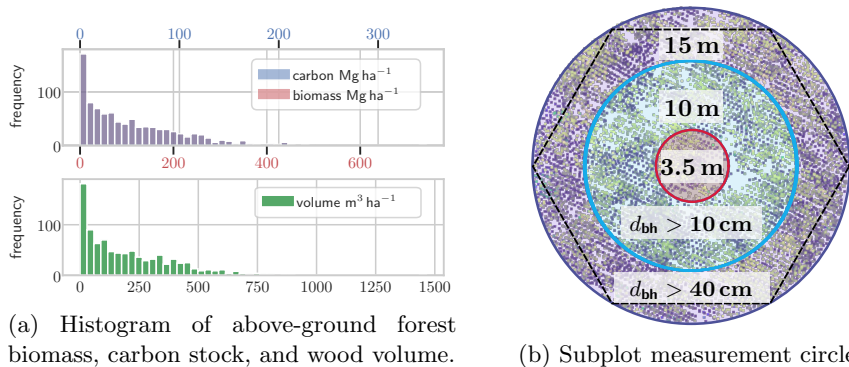 0 100 200 300
frequency
100
0
carbon Mg ha⁻¹
biomass Mg ha⁻¹
0 200 400 600
frequency
100
0
volume m³ ha⁻¹
0 250 500 750 1000 1250 1500
(a) Histogram of above-ground forest
biomass, carbon stock, and wood volume.
15 m
10 m
3.5 m
d_bh > 10 cm
d_bh > 40 cm
(b) Subplot measurement circle